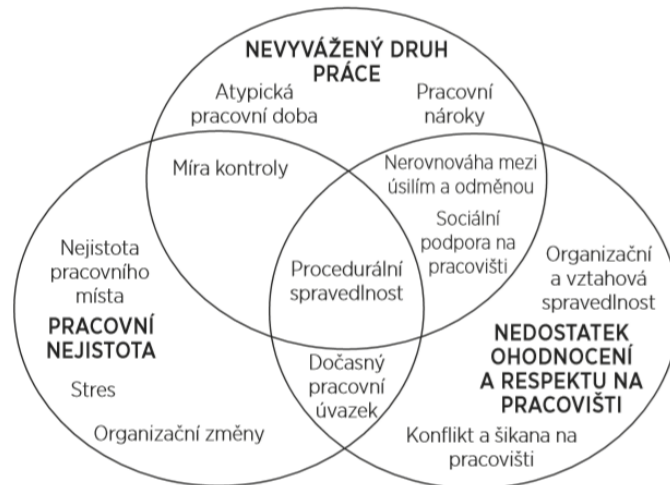 NEVYVÁŽENÝ DRUH
PRÁCE
Atypická
pracovní doba
Pracovní
nároky
Míra kontroly
Nerovnováha mezi
úsilím a odměnou
Sociální
podpora na
pracovišti
Nejistota
pracovního
místa
PRACOVNÍ
NEJISTOTA
Procedurální
spravedlnost
Organizační
a vztahová
spravedlnost
NEDOSTATEK
OHODNOCENÍ
A RESPEKTU NA
PRACOVIŠTI
Dočasný
pracovní
úvazek
Stres
Organizační změny
Konflikt a šikana na
pracovišti